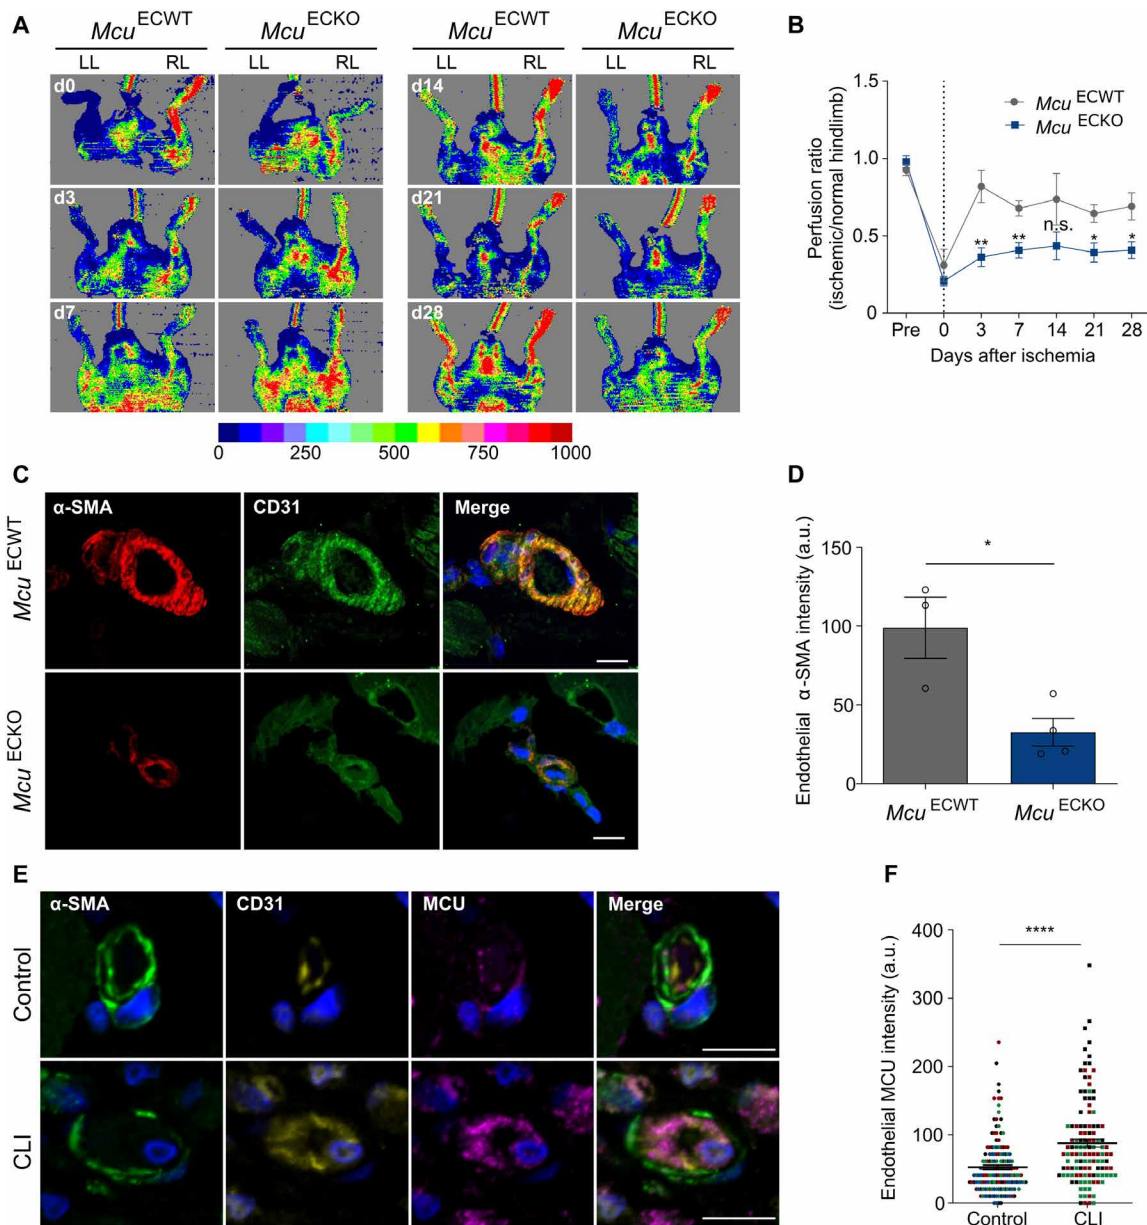 A
Mcu ECWT Mcu ECKO Mcu ECWT Mcu ECKO
LL RL LL RL
d0 d14
d3 d21
d7 d28
0 250 500 750 1000
B
Perfusion ratio
(ischemic/normal hindlimb)
1.5
1.0
0.5
0
Mcu ECWT
Mcu ECKO
n.s.
** ** * *
Pre 0 3 7 14 21 28
Days after ischemia
C
α-SMA CD31 Merge
Mcu ECWT
Mcu ECKO
D
Endothelial α-SMA intensity (a.u.)
150
100
50
0
*
Mcu ECWT Mcu ECKO
E
α-SMA CD31 MCU Merge
Control
CLI
F
Endothelial MCU intensity (a.u.)
400
300
200
100
0
****
Control CLI